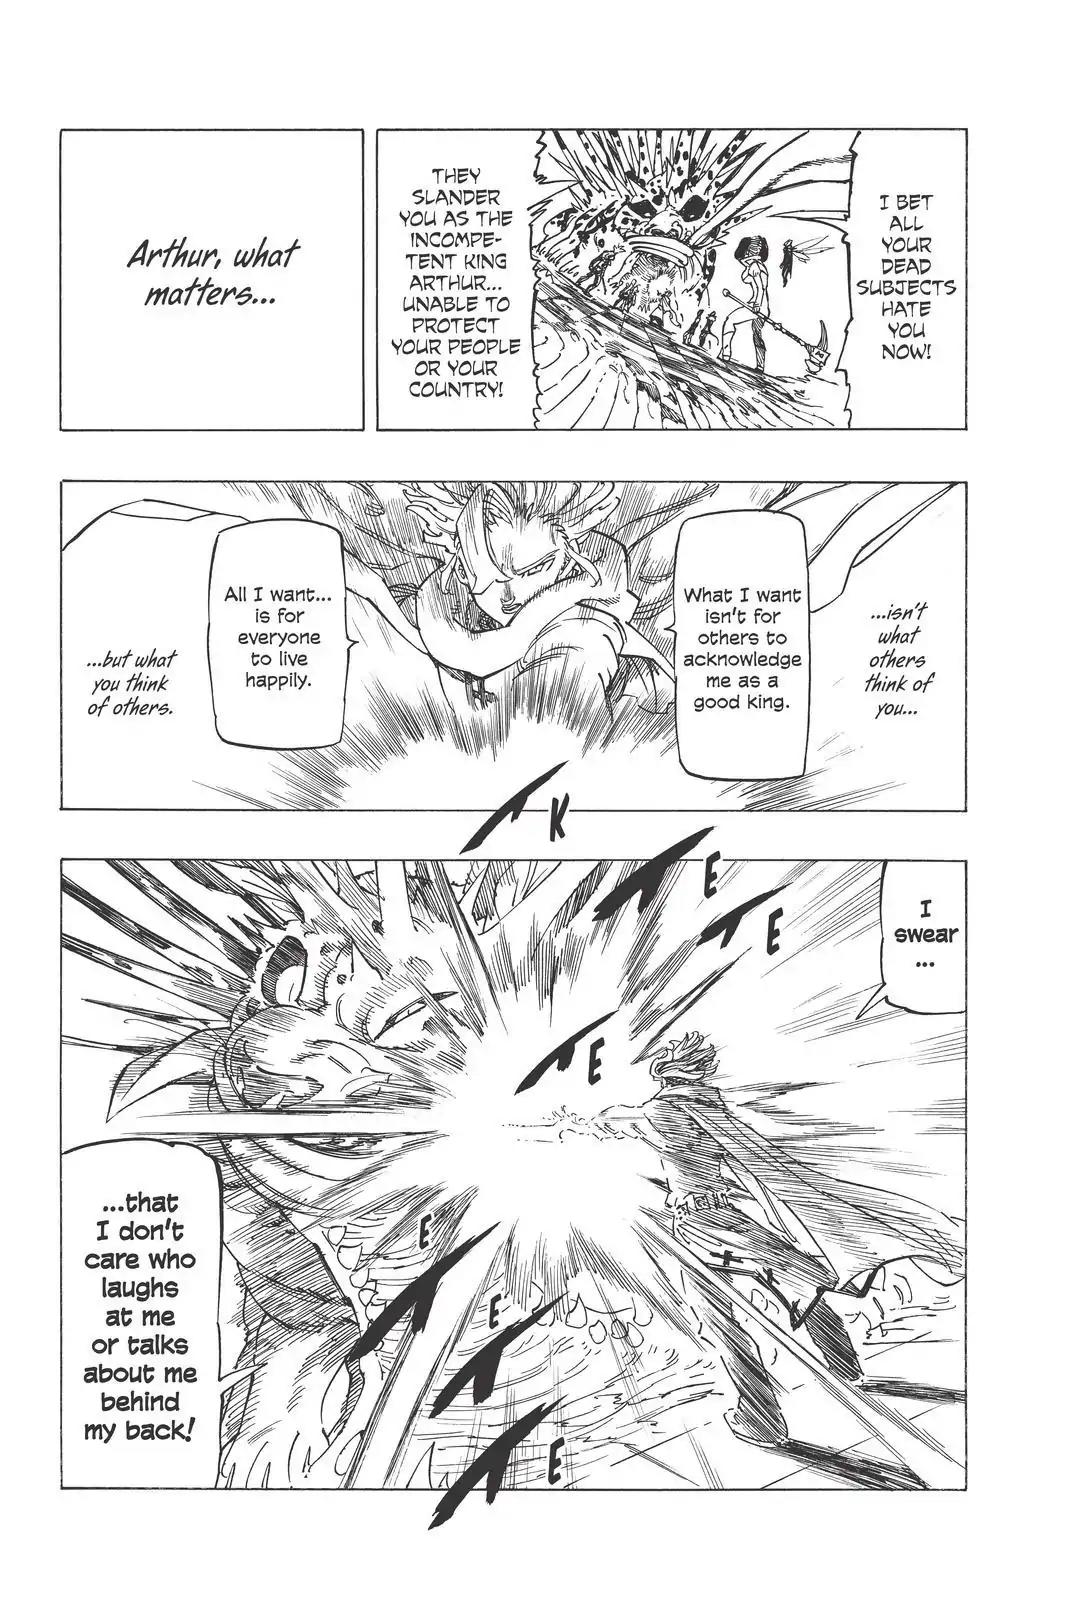 I BET
ALL
YOUR
DEAD
SUBJECTS
HATE
YOU
NOW!
THEY
SLANDER
YOU AS THE
INCOMPE-
TENT KING
ARTHUR...
UNABLE TO
PROTECT
YOUR PEOPLE
OR YOUR
COUNTRY!
Arthur, what
matters...
...isn't
what
others
think of
you...
What I want
isn't for
others to
acknowledge
me as a
good king.
All I want...
is for
everyone
to live
happily.
...but what
you think
of others.
K
E
E
E
E
E
E
I
swear
...
...that
I don't
care who
laughs
at me
or talks
about me
behind
my back!